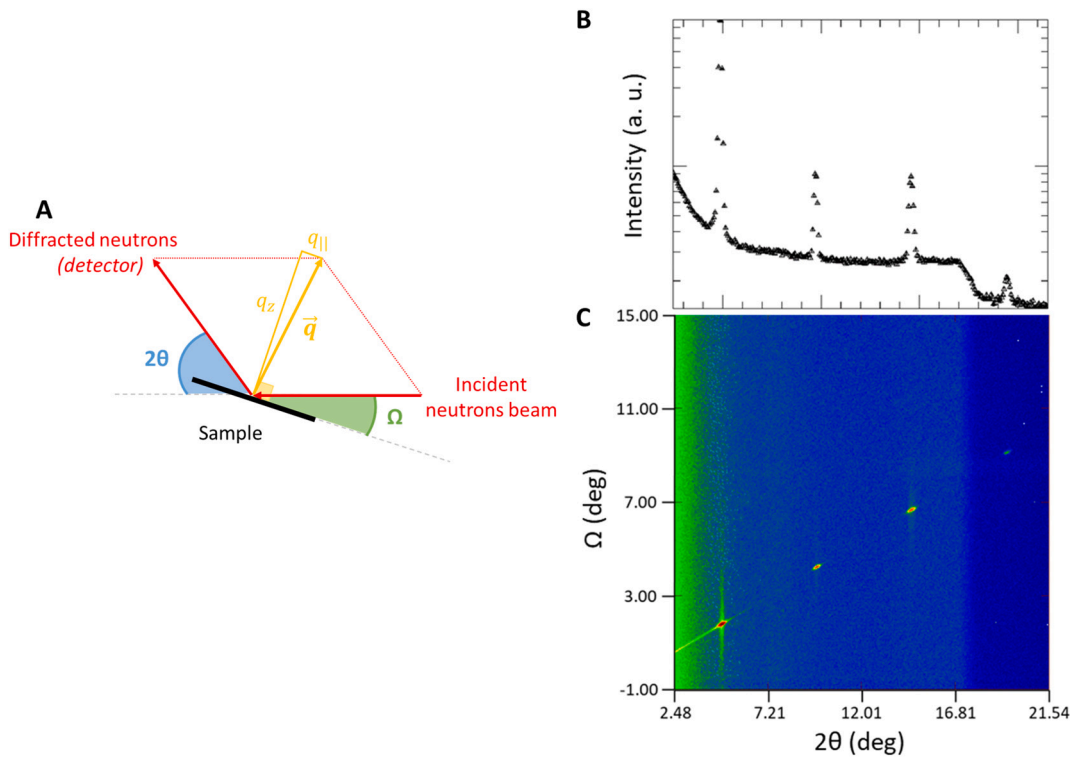 A
Diffracted neutrons
(detector)
q||
qz
q⃗
2θ
Incident
neutrons beam
Ω
Sample
B
Intensity (a. u.)
C
15.00
11.00
7.00
3.00
-1.00
Ω (deg)
2.48 7.21 12.01 16.81 21.54
2θ (deg)